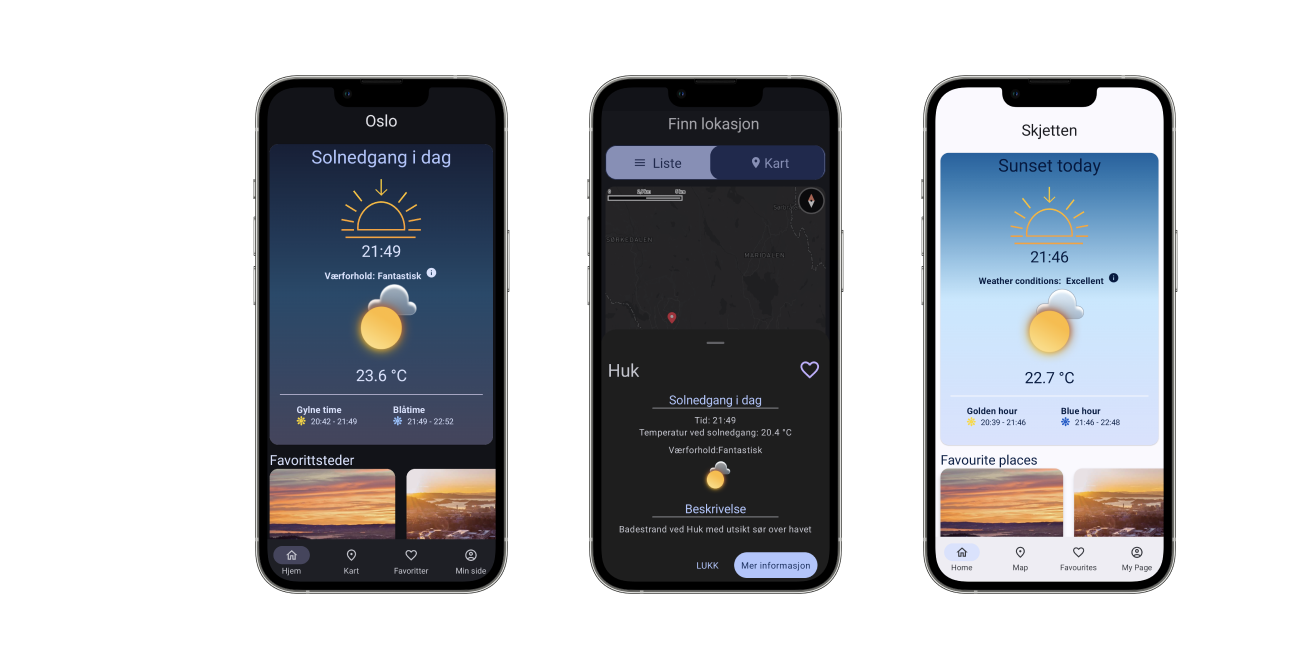 Oslo
Solnedgang i dag
21:49
Værforhold: Fantastisk
23.6 °C
Gylne time
Blåtime
20:42 - 21:49
21:49 - 22:52
Favorittsteder
Hjem
Kart
Favoritter
Min side
Finn lokasjon
Liste
Kart
0
5km
MARIDALEN
Huk
Solnedgang i dag
Tid: 21:49
Temperatur ved solnedgang: 20.4 °C
Værforhold:Fantastisk
Beskrivelse
Badestrand ved Huk med utsikt sør over havet
LUKK
Mer informasjon
Skjetten
Sunset today
21:46
Weather conditions: Excellent
22.7 °C
Golden hour
Blue hour
20:39 - 21:46
21:46 - 22:48
Favourite places
Home
Map
Favourites
My Page